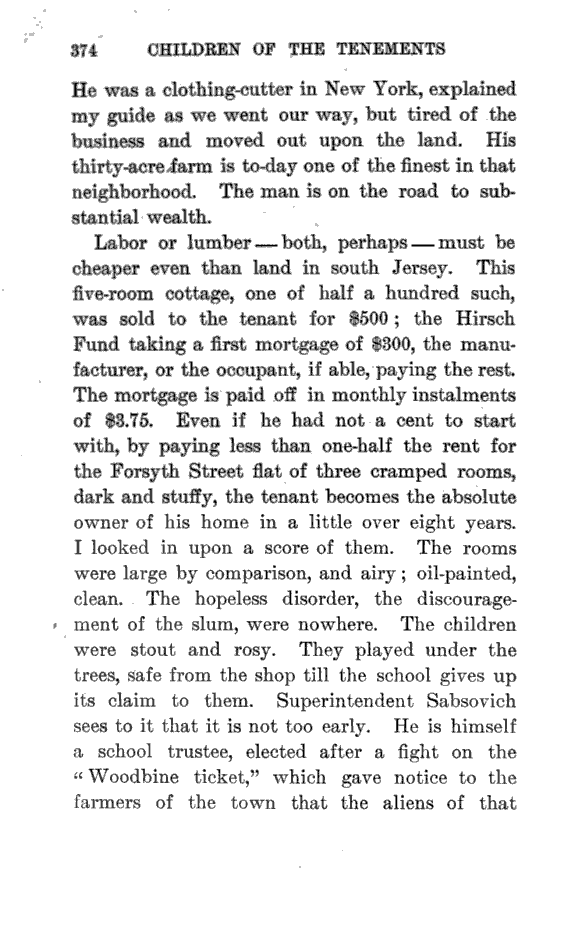 374 CHILDREN OF THE TENEMENTS
He was a clothing-cutter in New York, explained
my guide as we went our way, but tired of the
business and moved out upon the land. His
thirty-acre farm is to-day one of the finest in that
neighborhood. The man is on the road to sub-
stantial wealth.
Labor or lumber — both, perhaps — must be
cheaper even than land in south Jersey. This
five-room cottage, one of half a hundred such,
was sold to the tenant for $500 ; the Hirsch
Fund taking a first mortgage of $300, the manu-
facturer, or the occupant, if able, paying the rest.
The mortgage is paid off in monthly instalments
of $3.75. Even if he had not a cent to start
with, by paying less than one-half the rent for
the Forsyth Street flat of three cramped rooms,
dark and stuffy, the tenant becomes the absolute
owner of his home in a little over eight years.
I looked in upon a score of them. The rooms
were large by comparison, and airy ; oil-painted,
clean. The hopeless disorder, the discourage-
ment of the slum, were nowhere. The children
were stout and rosy. They played under the
trees, safe from the shop till the school gives up
its claim to them. Superintendent Sabsovich
sees to it that it is not too early. He is himself
a school trustee, elected after a fight on the
“ Woodbine ticket,” which gave notice to the
farmers of the town that the aliens of that